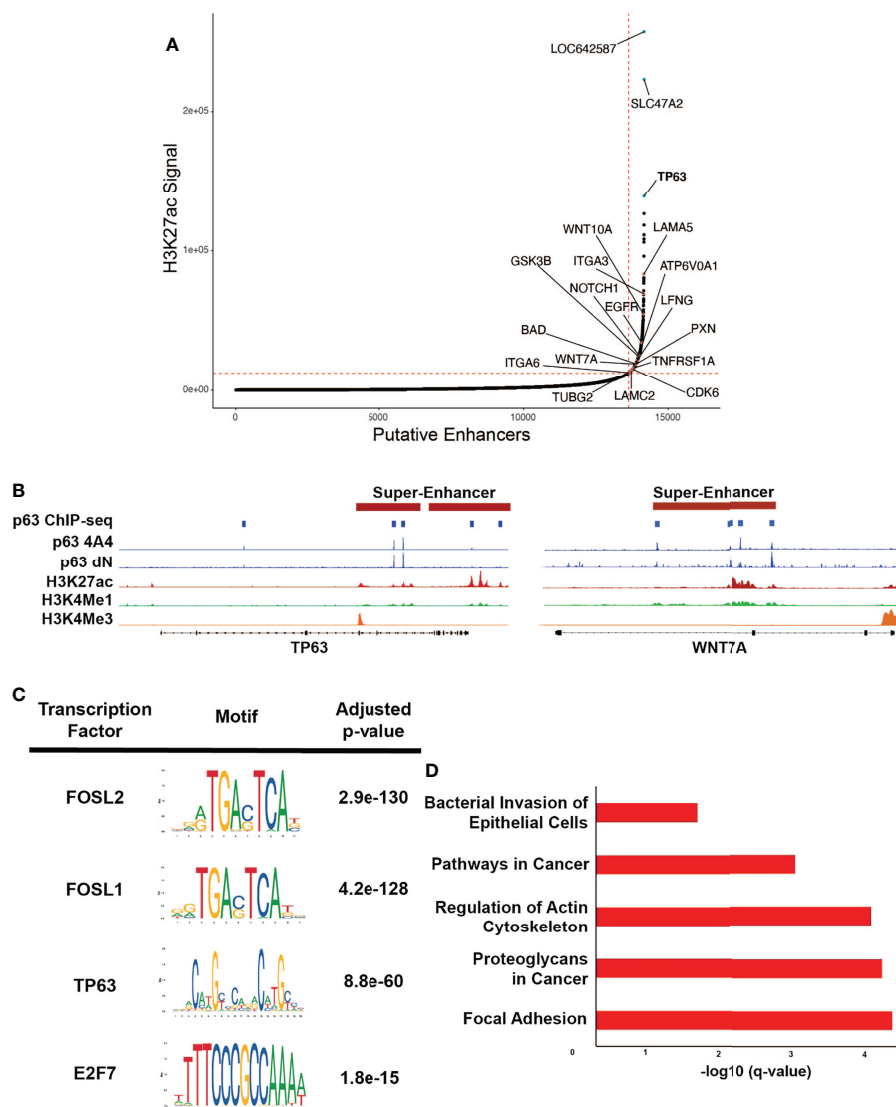 A
LOC642587
SLC47A2
2e+05
TP63
H3K27ac Signal
WNT10A
LAMA5
1e+05
GSK3B
ITGA3
ATP6V0A1
NOTCH1
LFNG
EGFR
BAD
PXN
ITGA6
WNT7A
TNFRSF1A
0e+00
TUBG2
LAMC2
CDK6
0
5000
10000
15000
Putative Enhancers
B
Super-Enhancer
Super-Enhancer
p63 ChIP-seq
p63 4A4
p63 dN
H3K27ac
H3K4Me1
H3K4Me3
TP63
WNT7A
C
Transcription Factor
Motif
Adjusted p-value
FOSL2
2.9e-130
FOSL1
4.2e-128
TP63
8.8e-60
E2F7
1.8e-15
D
Bacterial Invasion of
Epithelial Cells
Pathways in Cancer
Regulation of Actin
Cytoskeleton
Proteoglycans
in Cancer
Focal Adhesion
0
1
2
3
4
-log10 (q-value)